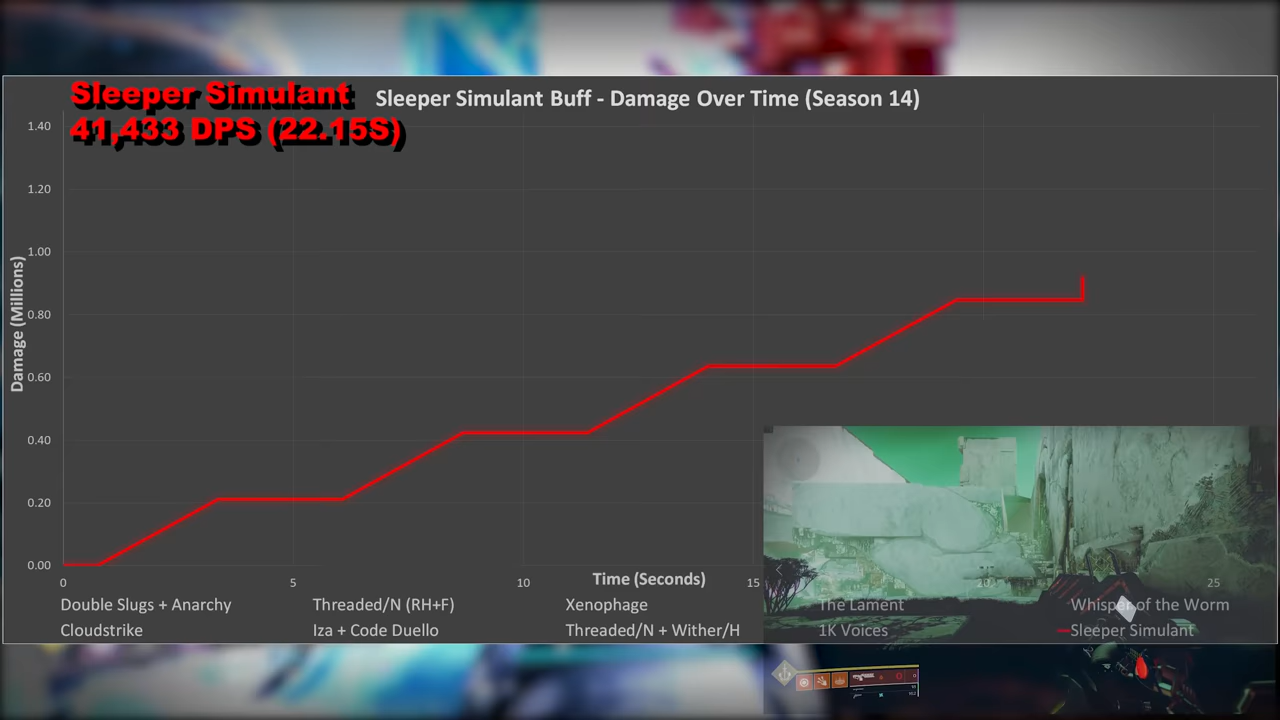 Sleeper Simulant
41,433 DPS (22.15S)
Sleeper Simulant Buff - Damage Over Time (Season 14)
1.40
1.20
1.00
0.80
0.60
0.40
0.20
0.00
Damage (Millions)
0 5 10 15 20 25
Time (Seconds)
Double Slugs + Anarchy Threaded/N (RH+F) Xenophage The Lament Whisper of the Worm
Cloudstrike Iza + Code Duello Threaded/N + Wither/H 1K Voices Sleeper Simulant